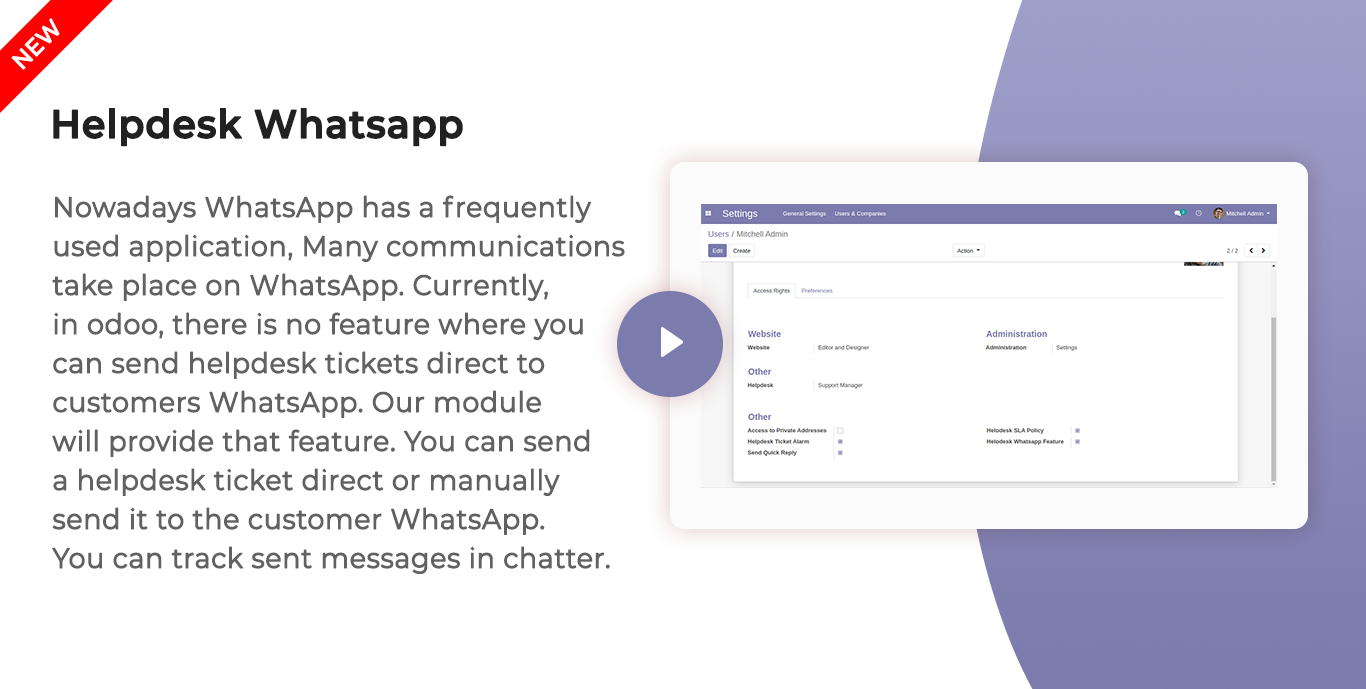 NEW
Helpdesk Whatsapp
Nowadays WhatsApp has a frequently
used application, Many communications
take place on WhatsApp. Currently,
in odoo, there is no feature where you
can send helpdesk tickets direct to
customers WhatsApp. Our module
will provide that feature. You can send
a helpdesk ticket direct or manually
send it to the customer WhatsApp.
You can track sent messages in chatter.
Settings General Settings Users & Companies Mitchell Admin
Users / Mitchell Admin
Edit Create Action 2 / 2
Access Rights Preferences
Website Administration
Website Editor and Designer Administration Settings
Other
Helpdesk Support Manager
Other
Access to Private Addresses Helodesk SLA Policy
Helpdesk Ticket Alarm Helodesk Whatsapp Feature
Send Quick Reply